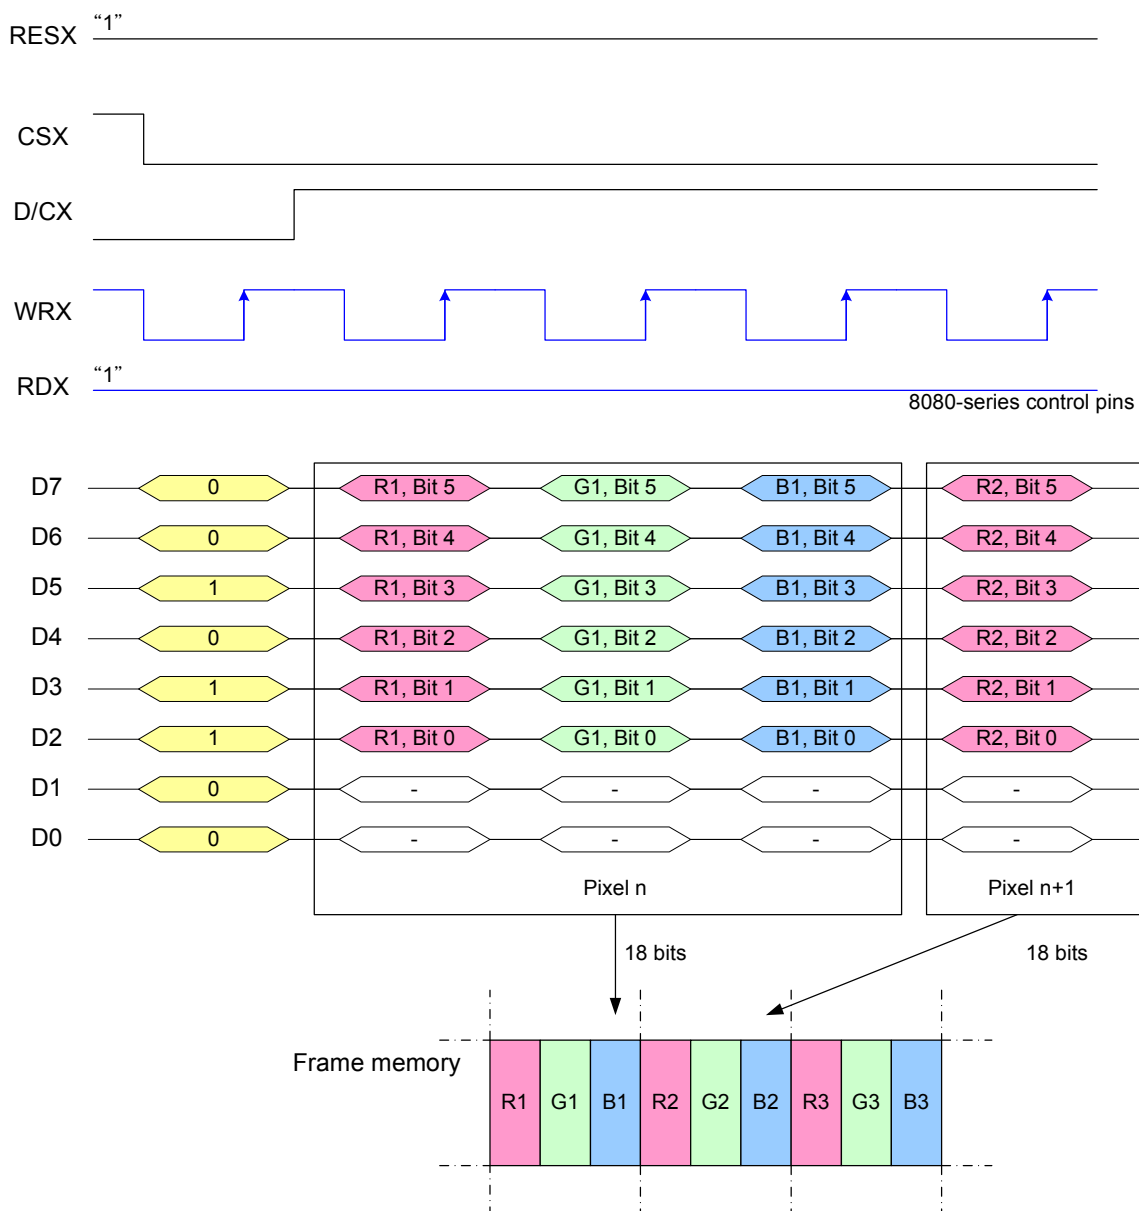 RESX “1”
CSX
D/CX
WRX
RDX “1”
8080-series control pins
D7 0 R1, Bit 5 G1, Bit 5 B1, Bit 5 R2, Bit 5
D6 0 R1, Bit 4 G1, Bit 4 B1, Bit 4 R2, Bit 4
D5 1 R1, Bit 3 G1, Bit 3 B1, Bit 3 R2, Bit 3
D4 0 R1, Bit 2 G1, Bit 2 B1, Bit 2 R2, Bit 2
D3 1 R1, Bit 1 G1, Bit 1 B1, Bit 1 R2, Bit 1
D2 1 R1, Bit 0 G1, Bit 0 B1, Bit 0 R2, Bit 0
D1 0 - - - -
D0 0 - - - -
Pixel n Pixel n+1
18 bits 18 bits
Frame memory
R1 G1 B1 R2 G2 B2 R3 G3 B3